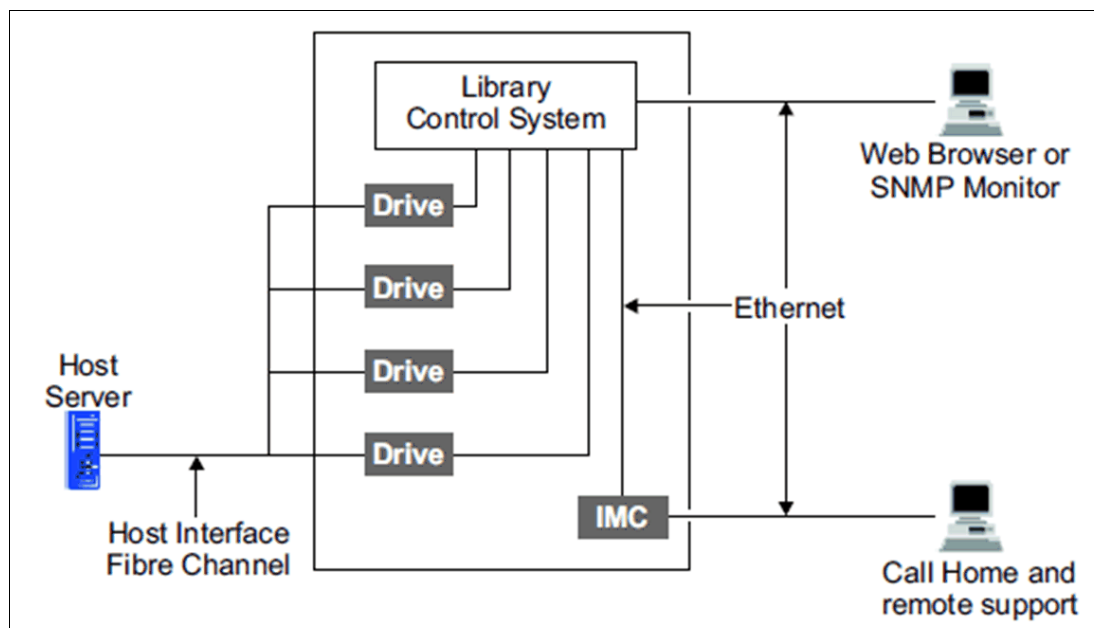 Library
Control System
Web Browser or
SNMP Monitor
Drive
Drive
Ethernet
Host
Server
Drive
Drive
IMC
Host Interface
Fibre Channel
Call Home and
remote support